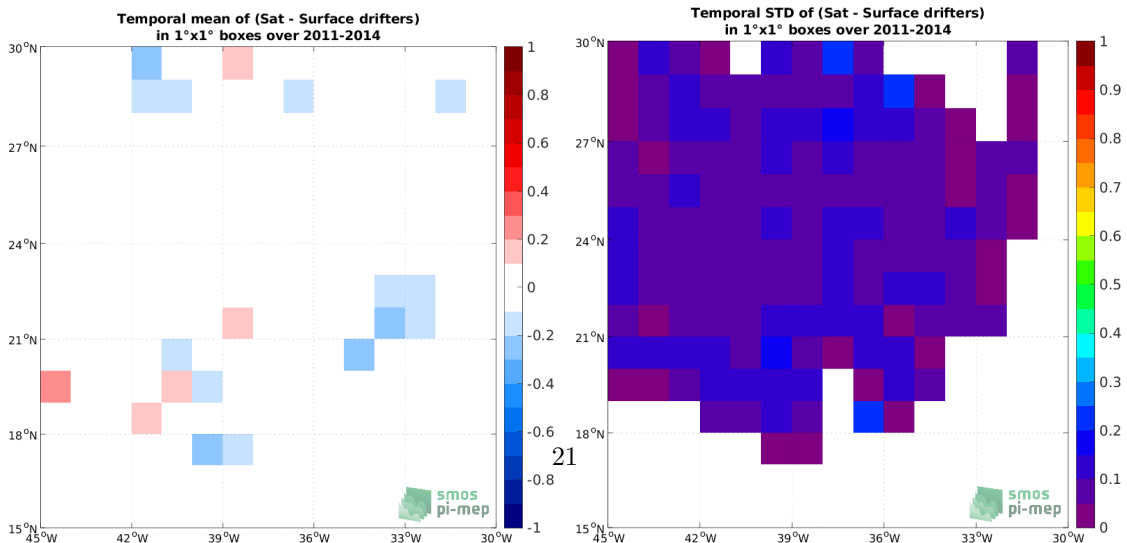 Temporal mean of (Sat - Surface drifters)
in 1°x1° boxes over 2011-2014
30°N
27°N
24°N
21°N
18°N
15°N
45°W
42°W
39°W
36°W
33°W
30°W
1
0.8
0.6
0.4
0.2
0
-0.2
-0.4
-0.6
-0.8
-1
smos
pi-mep
Temporal STD of (Sat - Surface drifters)
in 1°x1° boxes over 2011-2014
30°N
27°N
24°N
21°N
18°N
15°N
45°W
42°W
39°W
36°W
33°W
30°W
1
0.9
0.8
0.7
0.6
0.5
0.4
0.3
0.2
0.1
0
smos
pi-mep
21